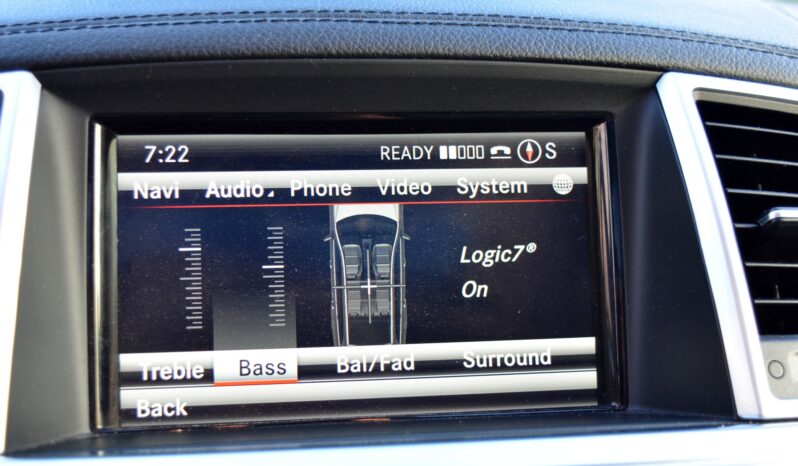 7:22 READY S
Navi Audio Phone Video System
Logic7®
On
Treble Bass Bal/Fad Surround
Back